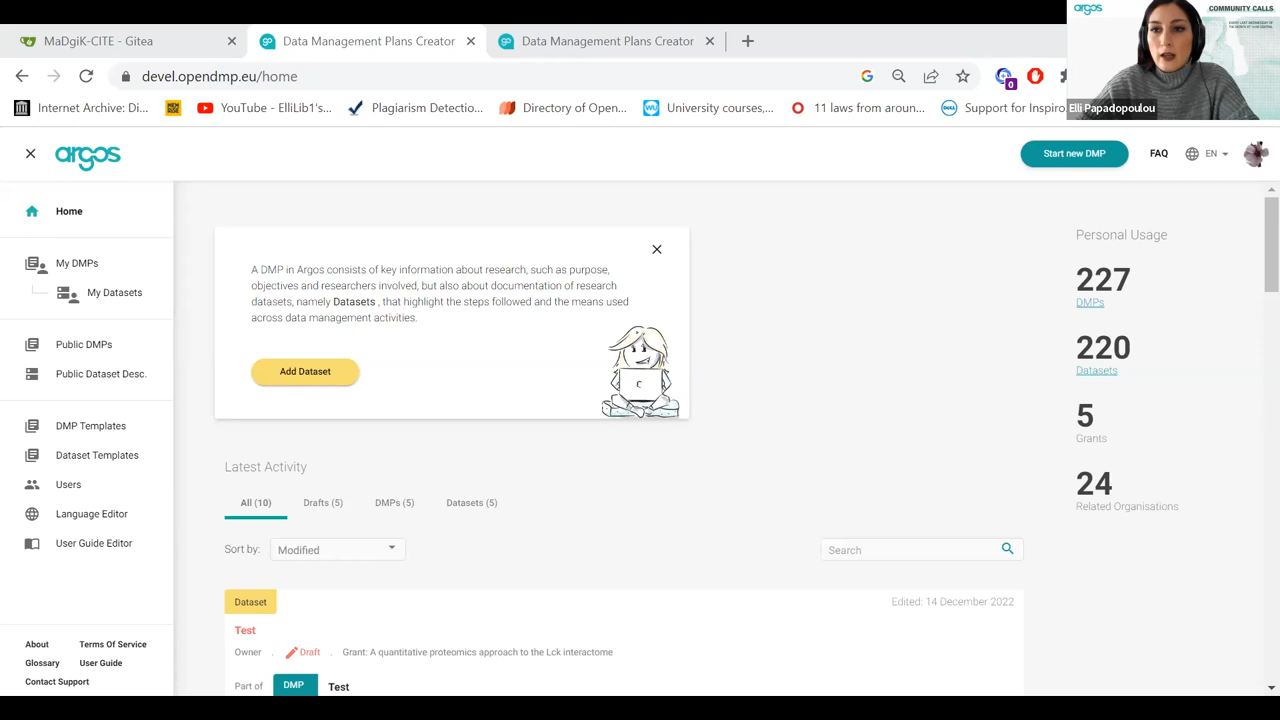 MaDgiK-CITE - Gitea
Data Management Plans Creator
Data Management Plans Creator
argos
COMMUNITY CALLS
devel.opendmp.eu/home
0
Elli Papadopoulou
Internet Archive: Di...
YouTube - ElliLib1's...
Plagiarism Detectio...
Directory of Open...
University courses,...
11 laws from aroun...
Support for Inspiro
argos
Start new DMP
FAQ
EN
Home
My DMPs
My Datasets
Public DMPs
Public Dataset Desc.
DMP Templates
Dataset Templates
Users
Language Editor
User Guide Editor
About Terms Of Service
Glossary User Guide
Contact Support
A DMP in Argos consists of key information about research, such as purpose,
objectives and researchers involved, but also about documentation of research
datasets, namely Datasets , that highlight the steps followed and the means used
across data management activities.
Add Dataset
Latest Activity
All (10) Drafts (5) DMPs (5) Datasets (5)
Sort by: Modified
Search
Dataset
Edited: 14 December 2022
Test
Owner . Draft . Grant: A quantitative proteomics approach to the Lck interactome
Part of DMP Test
Personal Usage
227
DMPs
220
Datasets
5
Grants
24
Related Organisations